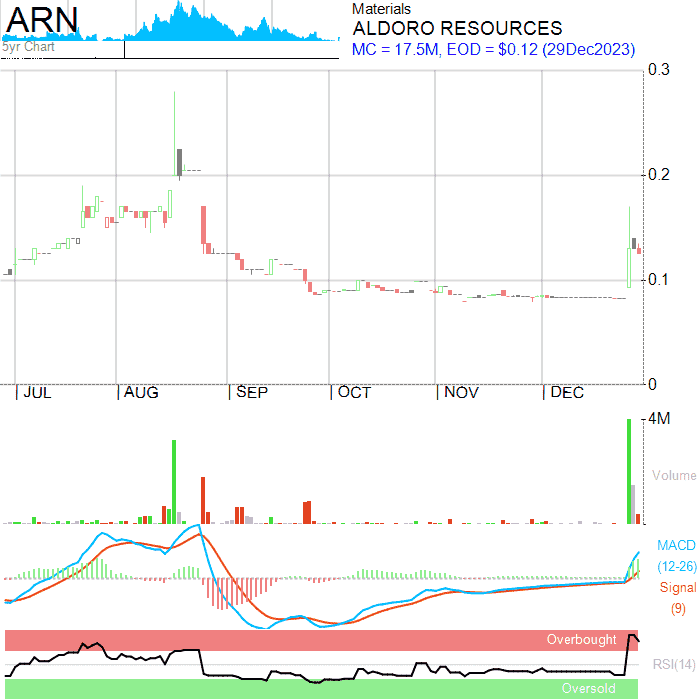 ARN
5yr Chart
Materials
ALDORO RESOURCES
MC = 17.5M, EOD = $0.12 (29Dec2023)
0.3
0.2
0.1
0
JUL AUG SEP OCT NOV DEC
4M
Volume
MACD
(12-26)
Signal
(9)
Overbought
RSI(14)
Oversold